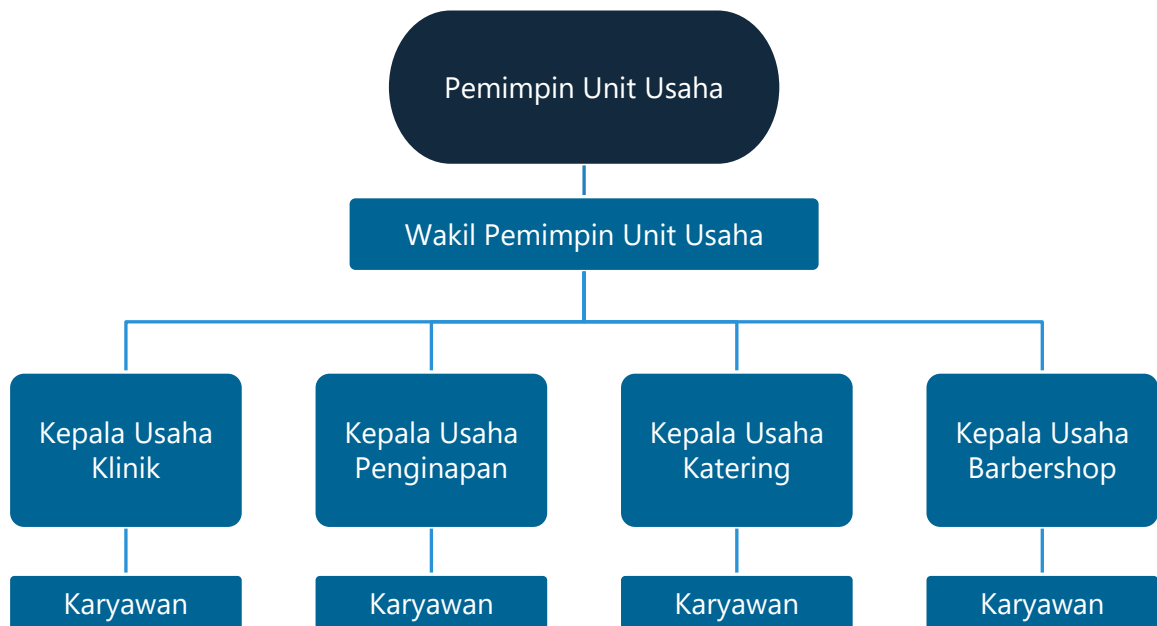 Pemimpin Unit Usaha
Wakil Pemimpin Unit Usaha
Kepala Usaha
Klinik
Kepala Usaha
Penginapan
Kepala Usaha
Katering
Kepala Usaha
Barbershop
Karyawan
Karyawan
Karyawan
Karyawan